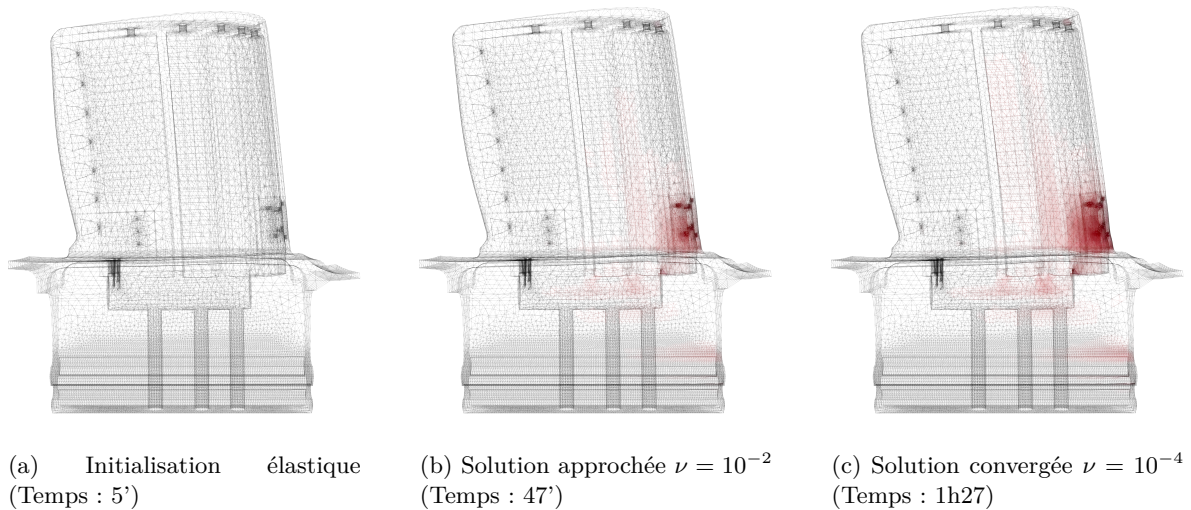 (a) Initialisation élastique
(Temps : 5’)
(b) Solution approchée ν = 10⁻²
(Temps : 47’)
(c) Solution convergée ν = 10⁻⁴
(Temps : 1h27)